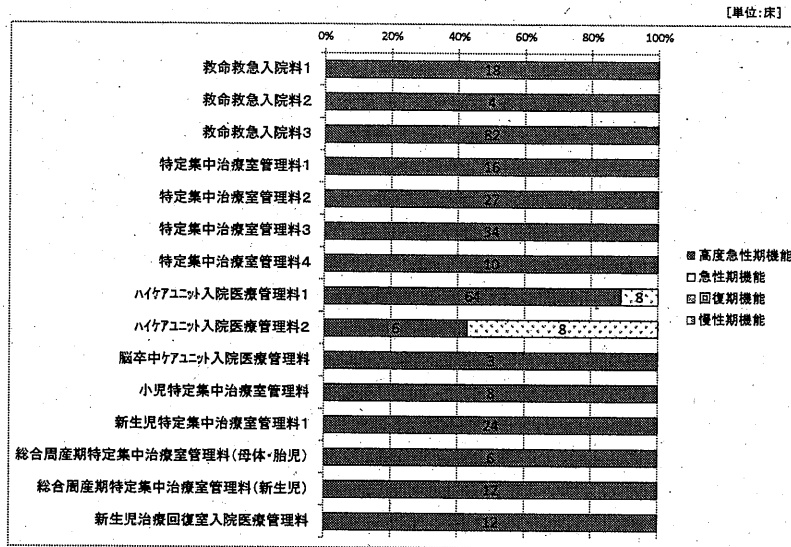 [単位:床]
0% 20% 40% 60% 80% 100%
救命救急入院料1 18
救命救急入院料2 4
救命救急入院料3 82
特定集中治療室管理料1 16
特定集中治療室管理料2 27
特定集中治療室管理料3 34
特定集中治療室管理料4 10
ハイケアユニット入院医療管理料1 64 8
ハイケアユニット入院医療管理料2 6 8
脳卒中ケアユニット入院医療管理料 3
小児特定集中治療室管理料 8
新生児特定集中治療室管理料1 24
総合周産期特定集中治療室管理料(母体・胎児) 6
総合周産期特定集中治療室管理料(新生児) 12
新生児治療回復室入院医療管理料 12
高度急性期機能
急性期機能
回復期機能
慢性期機能